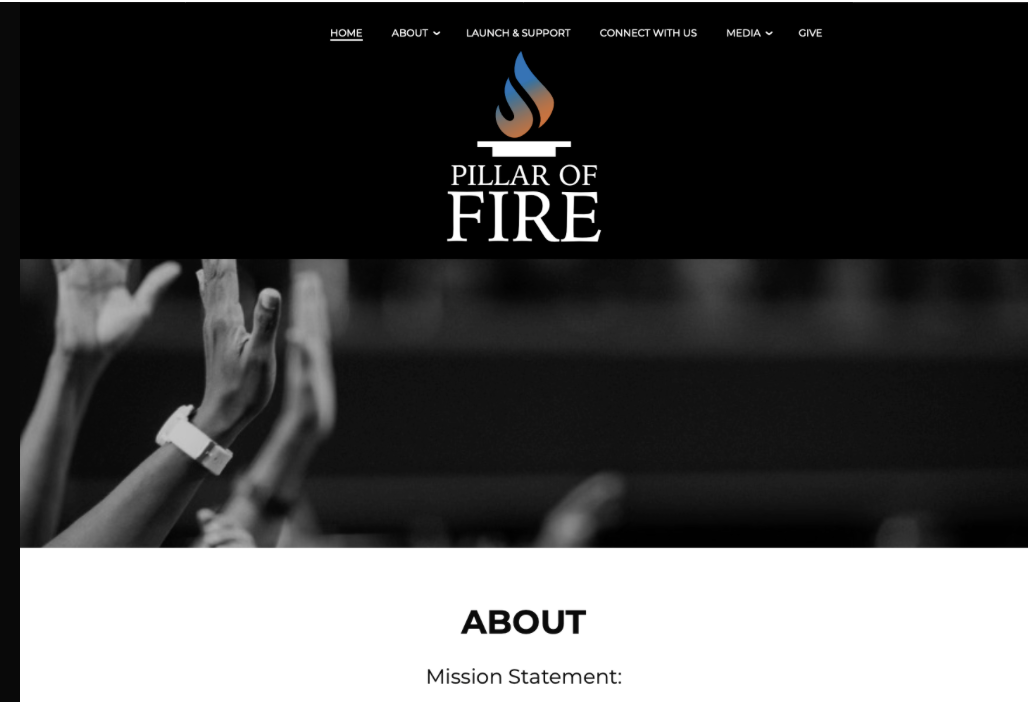 HOME ABOUT LAUNCH & SUPPORT CONNECT WITH US MEDIA GIVE
PILLAR OF
FIRE
ABOUT
Mission Statement: